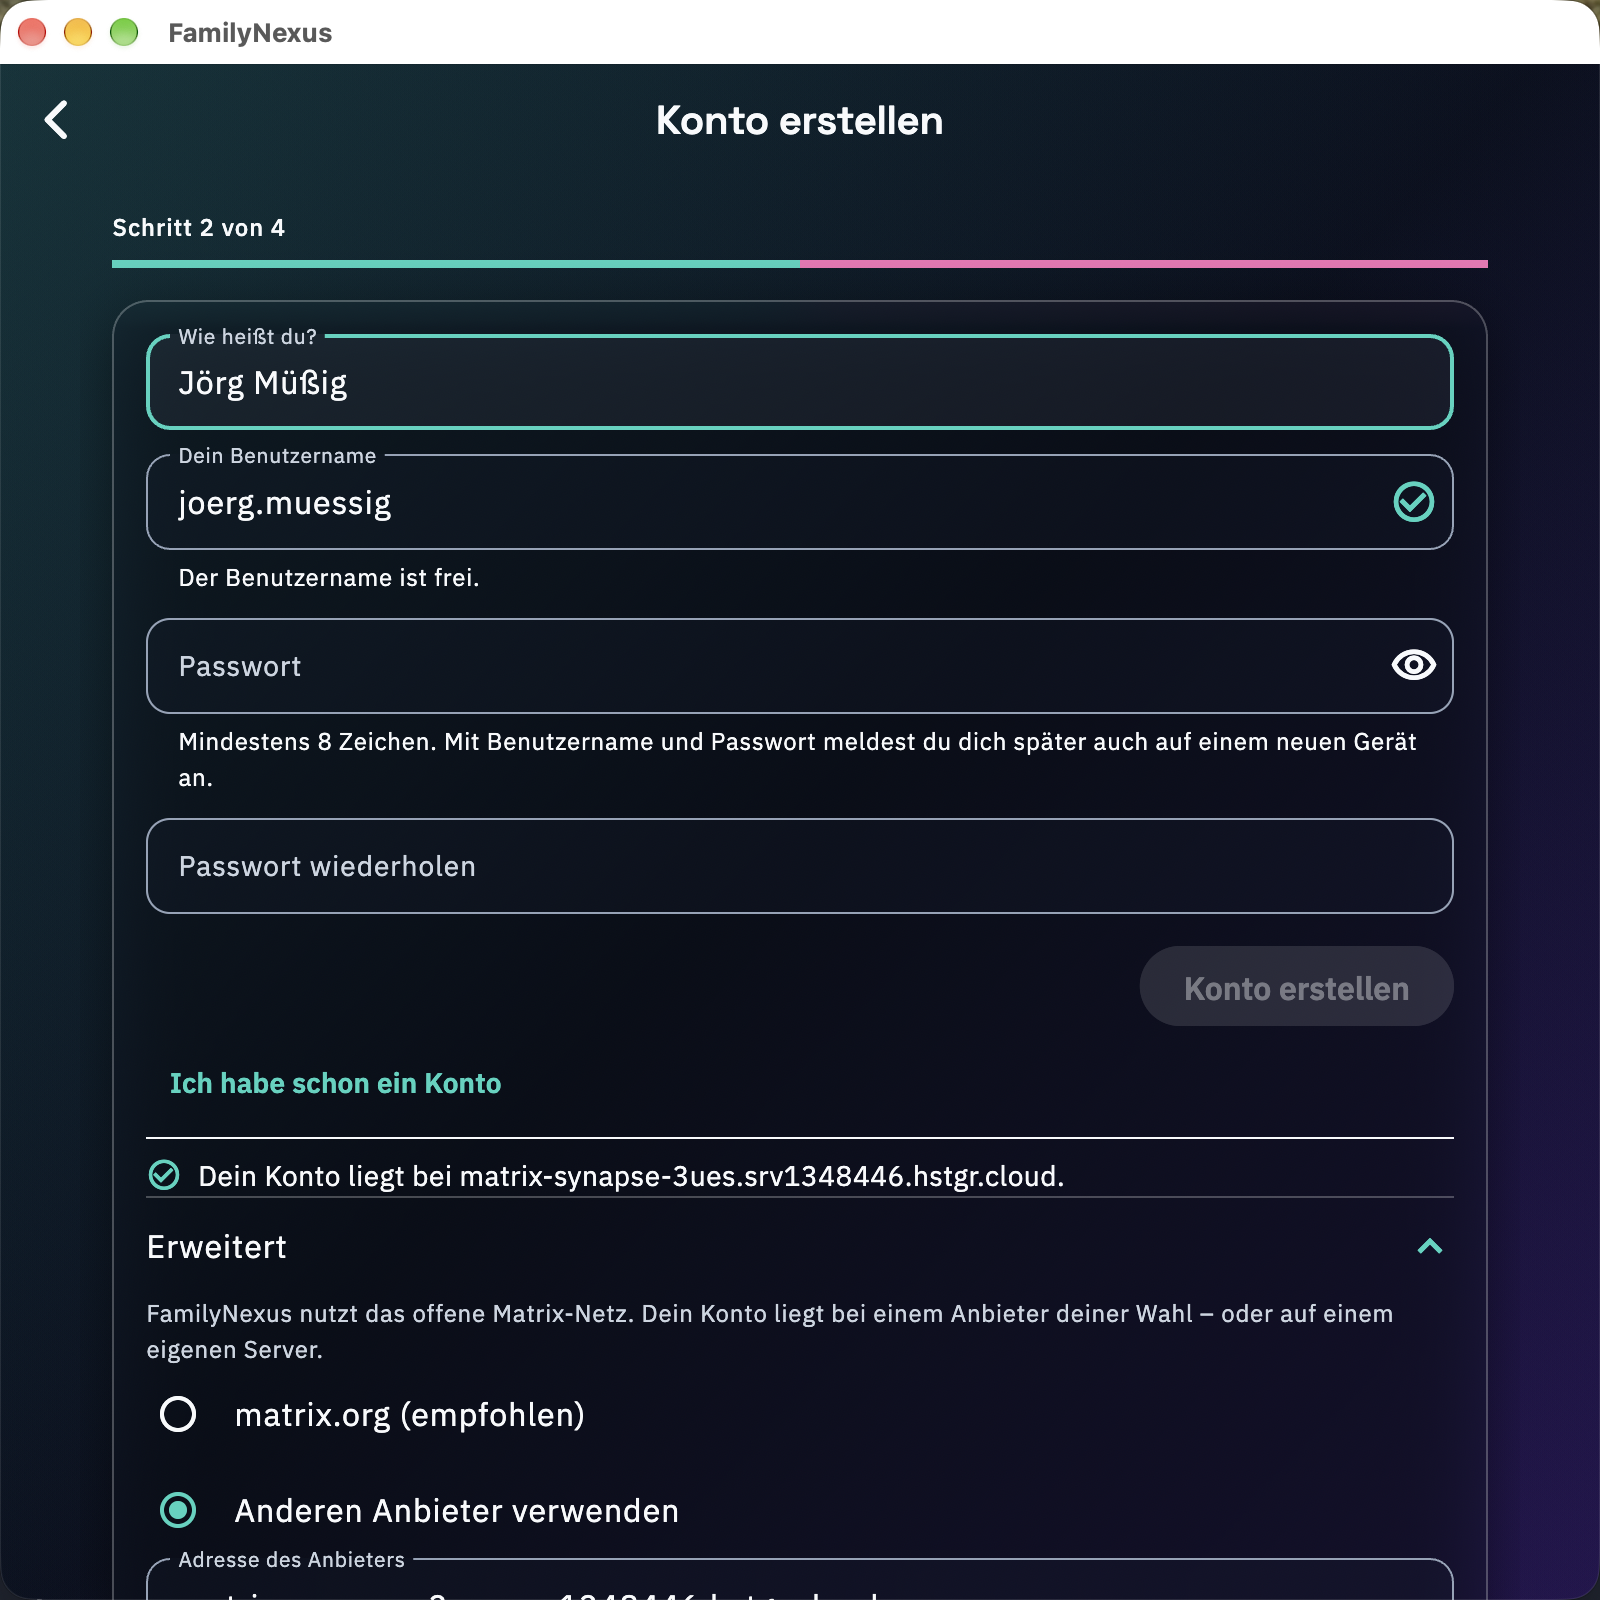 FamilyNexus
Konto erstellen
Schritt 2 von 4
Wie heißt du?
Jörg Müßig
Dein Benutzername
joerg.muessig
Der Benutzername ist frei.
Passwort
Mindestens 8 Zeichen. Mit Benutzername und Passwort meldest du dich später auch auf einem neuen Gerät
an.
Passwort wiederholen
Konto erstellen
Ich habe schon ein Konto
Dein Konto liegt bei matrix-synapse-3ues.srv1348446.hstgr.cloud.
Erweitert
FamilyNexus nutzt das offene Matrix-Netz. Dein Konto liegt bei einem Anbieter deiner Wahl – oder auf einem
eigenen Server.
matrix.org (empfohlen)
Anderen Anbieter verwenden
Adresse des Anbieters